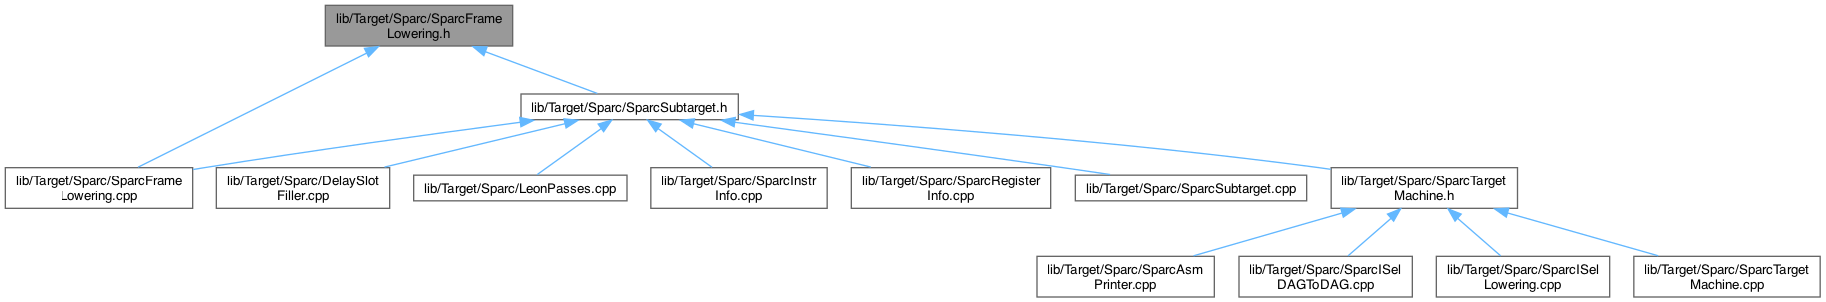 lib/Target/Sparc/SparcFrame
Lowering.h
lib/Target/Sparc/SparcSubtarget.h
lib/Target/Sparc/SparcFrame
Lowering.cpp
lib/Target/Sparc/DelaySlot
Filler.cpp
lib/Target/Sparc/LeonPasses.cpp
lib/Target/Sparc/SparcInstr
Info.cpp
lib/Target/Sparc/SparcRegister
Info.cpp
lib/Target/Sparc/SparcSubtarget.cpp
lib/Target/Sparc/SparcTarget
Machine.h
lib/Target/Sparc/SparcAsm
Printer.cpp
lib/Target/Sparc/SparcISel
DAGToDAG.cpp
lib/Target/Sparc/SparcISel
Lowering.cpp
lib/Target/Sparc/SparcTarget
Machine.cpp